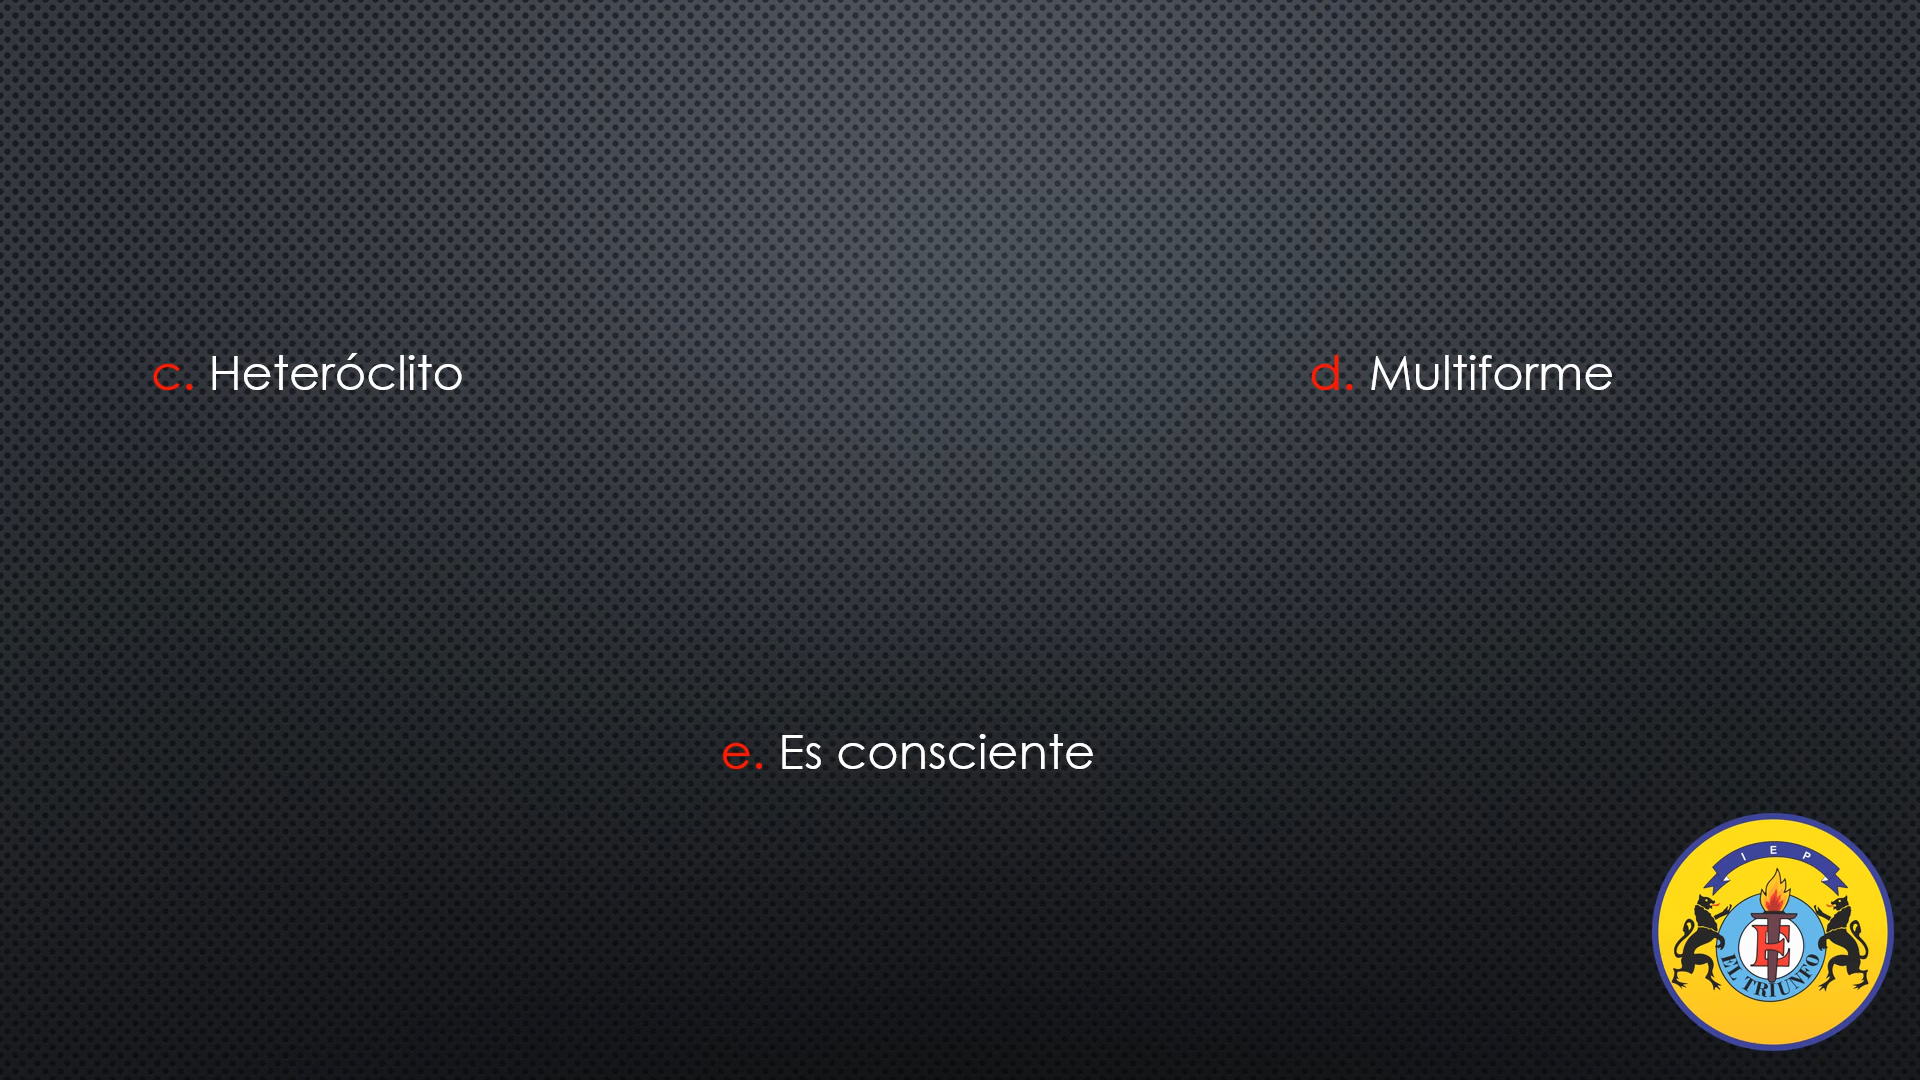 c. Heteróclito
d. Multiforme
e. Es consciente
I E P
E
EL TRIUNFO